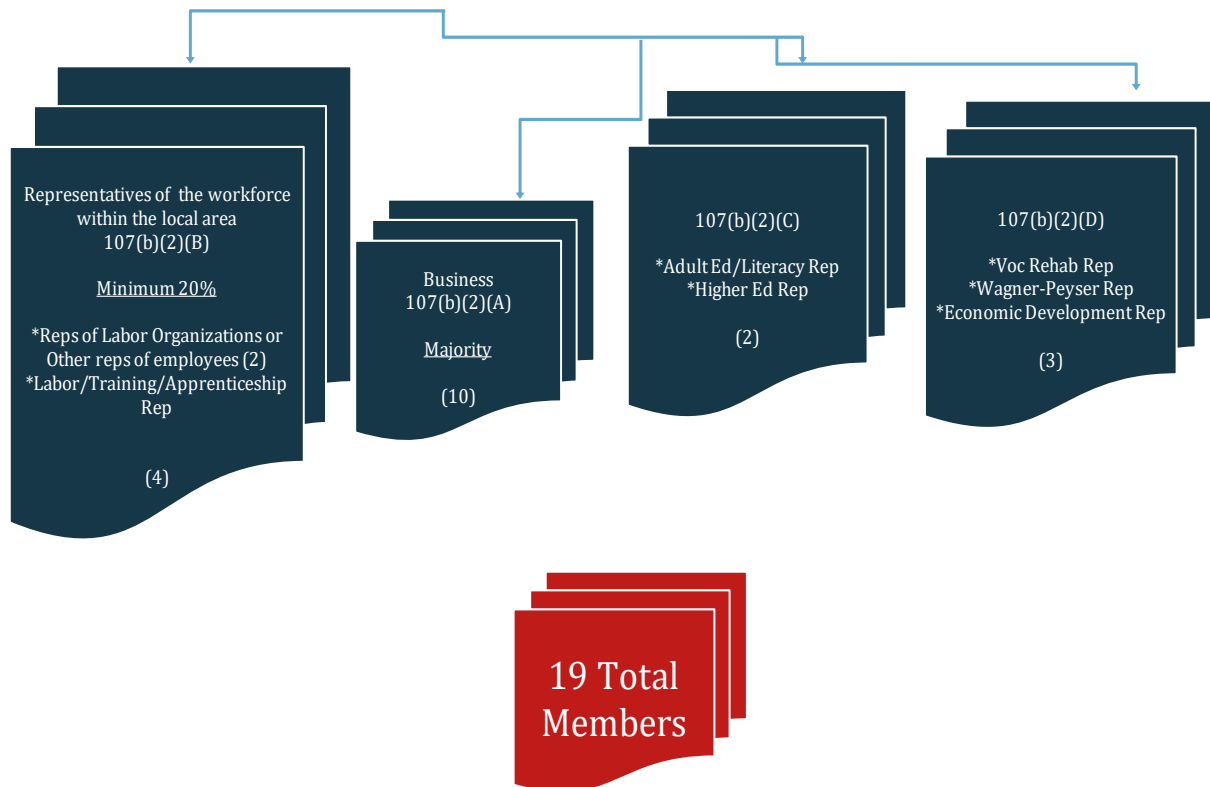 Representatives of the workforce
within the local area
107(b)(2)(B)
Minimum 20%
*Reps of Labor Organizations or
Other reps of employees (2)
*Labor/Training/Apprenticeship
Rep
(4)
Business
107(b)(2)(A)
Majority
(10)
107(b)(2)(C)
*Adult Ed/Literacy Rep
*Higher Ed Rep
(2)
107(b)(2)(D)
*Voc Rehab Rep
*Wagner-Peyser Rep
*Economic Development Rep
(3)
19 Total
Members